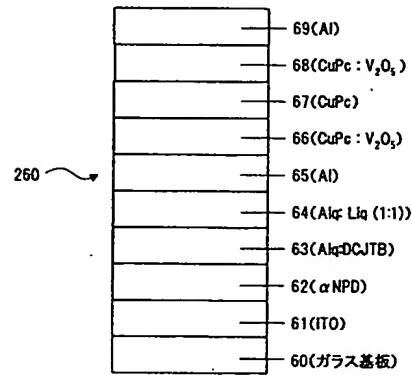 69(Al)
68(CuPc : V₂O₅)
67(CuPc)
66(CuPc : V₂O₅)
260
65(Al)
64(Alq: Liq (1:1))
63(Alq:DCJTB)
62(αNPD)
61(ITO)
60(ガラス基板)